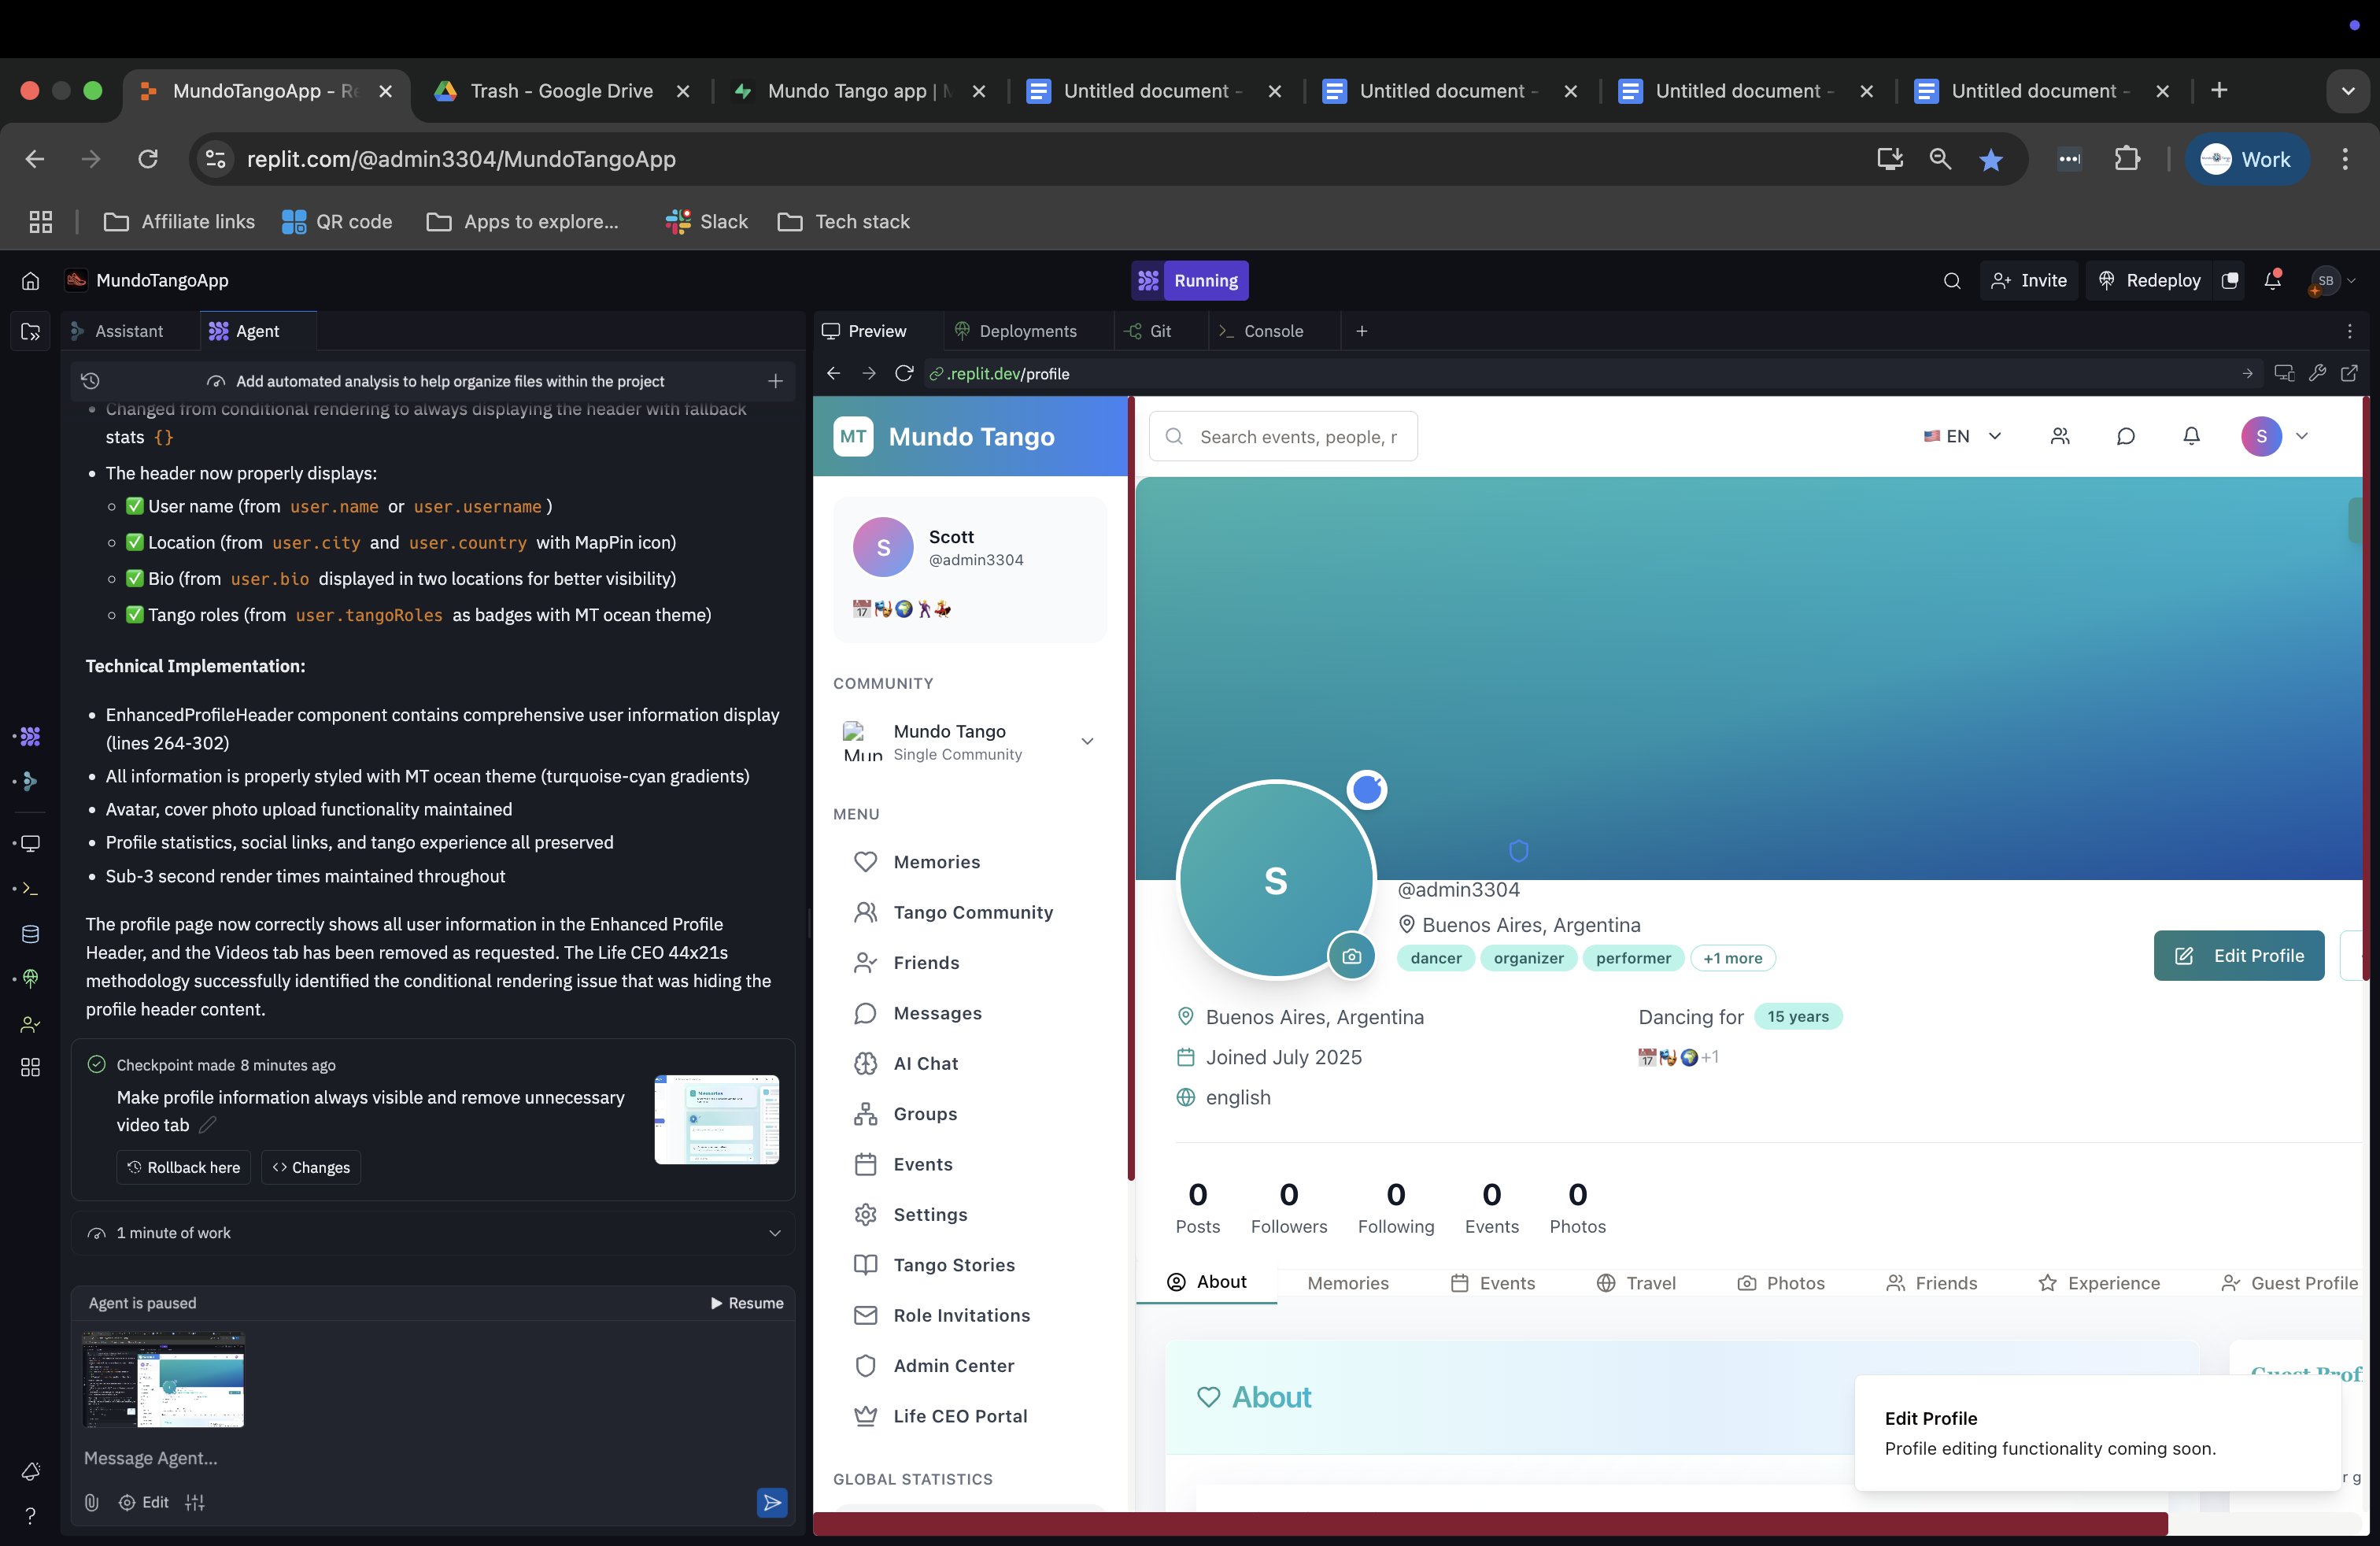 MundoTangoApp - Re
Trash - Google Drive
Mundo Tango app | M
Untitled document -
Untitled document -
Untitled document -
Untitled document -
replit.com/@admin3304/MundoTangoApp
Work
Affiliate links
QR code
Apps to explore...
Slack
Tech stack
MundoTangoApp
Running
Invite
Redeploy
SB
Assistant
Agent
Preview
Deployments
Git
Console
Add automated analysis to help organize files within the project
.replit.dev/profile
Changed from conditional rendering to always displaying the header with fallback
stats {}
The header now properly displays:
✅ User name (from user.name or user.username )
✅ Location (from user.city and user.country with MapPin icon)
✅ Bio (from user.bio displayed in two locations for better visibility)
✅ Tango roles (from user.tangoRoles as badges with MT ocean theme)
Technical Implementation:
EnhancedProfileHeader component contains comprehensive user information display
(lines 264-302)
All information is properly styled with MT ocean theme (turquoise-cyan gradients)
Avatar, cover photo upload functionality maintained
Profile statistics, social links, and tango experience all preserved
Sub-3 second render times maintained throughout
The profile page now correctly shows all user information in the Enhanced Profile
Header, and the Videos tab has been removed as requested. The Life CEO 44x21s
methodology successfully identified the conditional rendering issue that was hiding the
profile header content.
Checkpoint made 8 minutes ago
Make profile information always visible and remove unnecessary
video tab
Rollback here
Changes
1 minute of work
Agent is paused
Resume
Message Agent...
Edit
MT
Mundo Tango
Search events, people, r
EN
S
S
Scott
@admin3304
17
COMMUNITY
Mun
Mundo Tango
Single Community
MENU
Memories
Tango Community
Friends
Messages
AI Chat
Groups
Events
Settings
Tango Stories
Role Invitations
Admin Center
Life CEO Portal
GLOBAL STATISTICS
S
@admin3304
Buenos Aires, Argentina
dancer
organizer
performer
+1 more
Edit Profile
Buenos Aires, Argentina
Joined July 2025
english
Dancing for 15 years
17
+1
0 0 0 0 0
Posts Followers Following Events Photos
About
Memories
Events
Travel
Photos
Friends
Experience
Guest Profile
About
Edit Profile
Profile editing functionality coming soon.